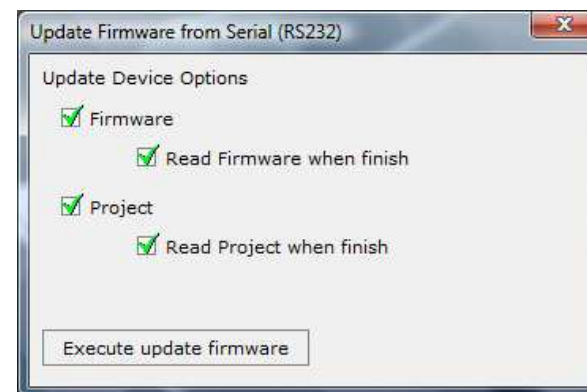 Update Firmware from Serial (RS232)
Update Device Options
Firmware
Read Firmware when finish
Project
Read Project when finish
Execute update firmware